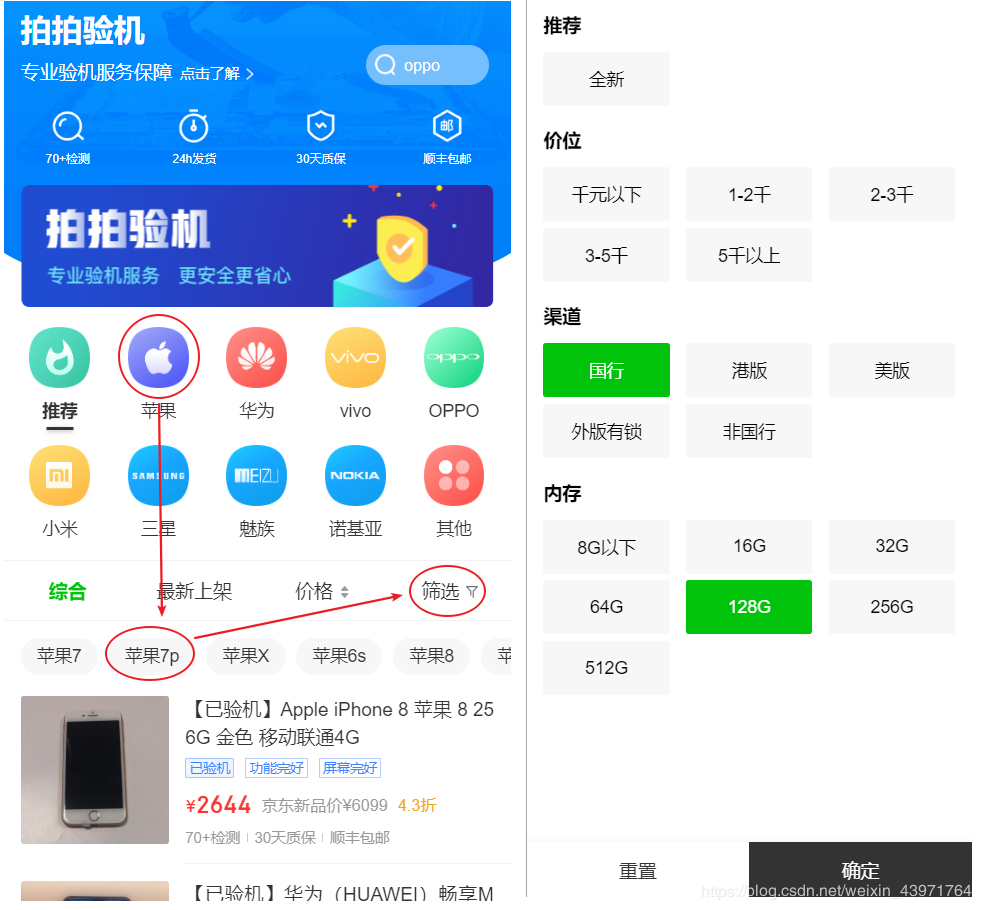 拍拍验机
专业验机服务保障 点击了解 >
oppo
70+检测
24h发货
邮
30天质保
顺丰包邮
拍拍验机
专业验机服务 更安全更省心
vivo
oppo
推荐
苹果
华为
vivo
OPPO
mi
SAMSUNG
MEIZU
NOKIA
小米
三星
魅族
诺基亚
其他
综合
最新上架
价格
筛选
苹果7
苹果7p
苹果X
苹果6s
苹果8
【已验机】Apple iPhone 8 苹果 8 25
6G 金色 移动联通4G
已验机
功能完好
屏幕完好
¥2644 京东新品价¥6099 4.3折
70+检测 | 30天质保 | 顺丰包邮
【已验机】华为（HUAWEI）畅享M
推荐
全新
价位
千元以下
1-2千
2-3千
3-5千
5千以上
渠道
国行
港版
美版
外版有锁
非国行
内存
8G以下
16G
32G
64G
128G
256G
512G
重置
确定
https://blog.csdn.net/weixin_43971764